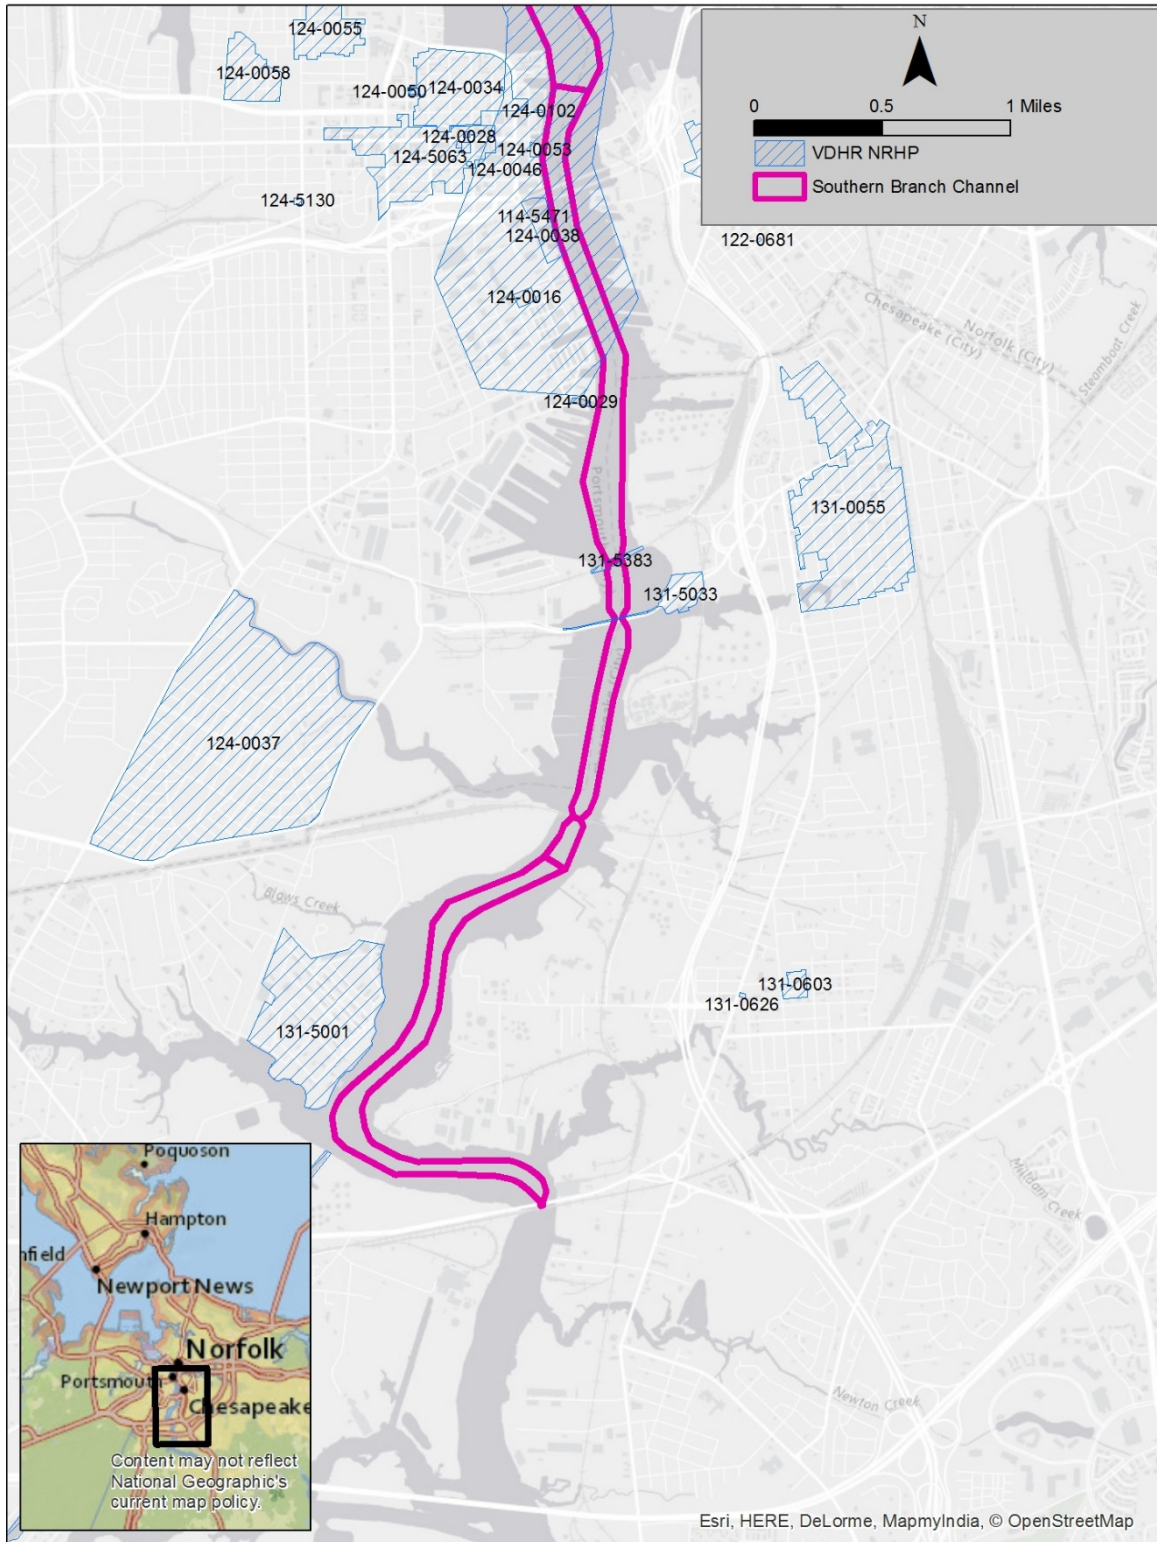 124-0055
124-0058
124-0050
124-0034
124-0102
124-0028
124-5063
124-0053
124-0046
124-5130
114-5471
124-0038
124-0016
124-0029
N
0 0.5 1 Miles
VDHR NRHP
Southern Branch Channel
122-0681
Chesapeake (City)
Norfolk (City)
Steamboat Creek
131-0055
Portsmouth
131-5383
131-5033
124-0037
Blows Creek
131-5001
131-0603
131-0626
Milldam Creek
Newton Creek
Poquoson
Hampton
nfield
Newport News
Norfolk
Portsmouth
Chesapeake
Content may not reflect
National Geographic's
current map policy.
Esri, HERE, DeLorme, MapmyIndia, © OpenStreetMap